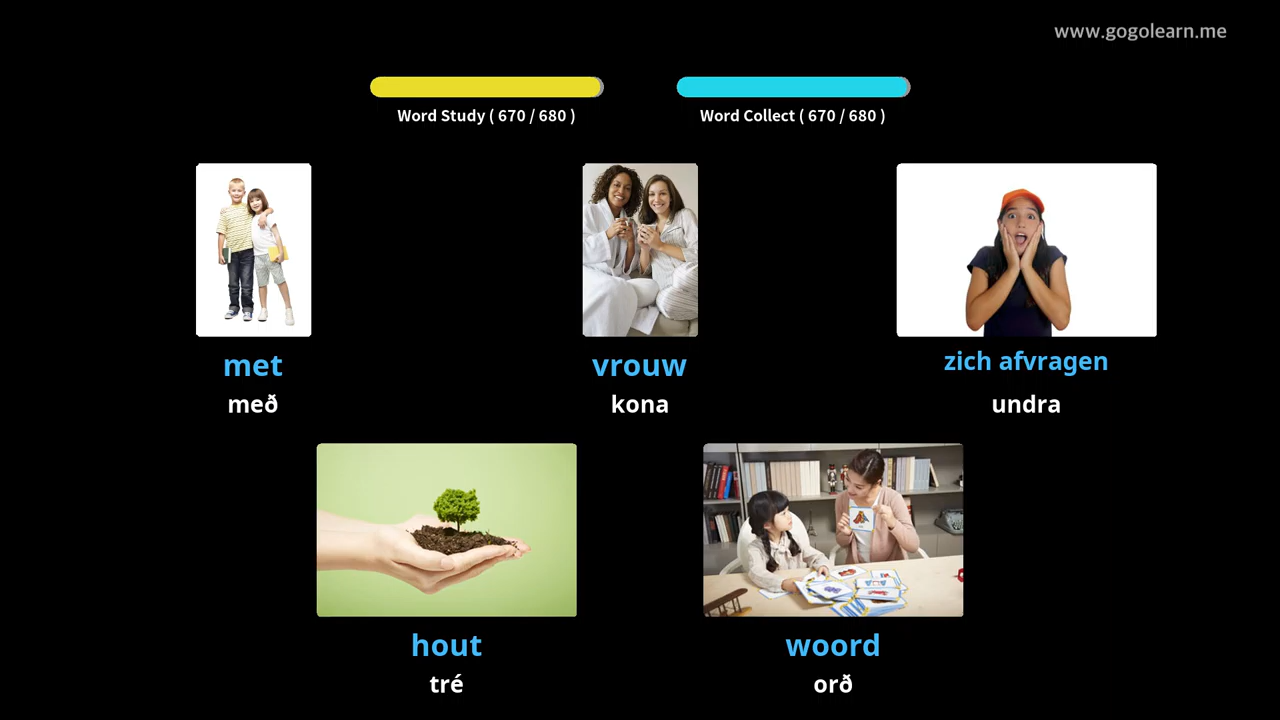 www.gogolearn.me
Word Study ( 670 / 680 )
Word Collect ( 670 / 680 )
met
með
vrouw
kona
zich afvragen
undra
hout
tré
woord
orð